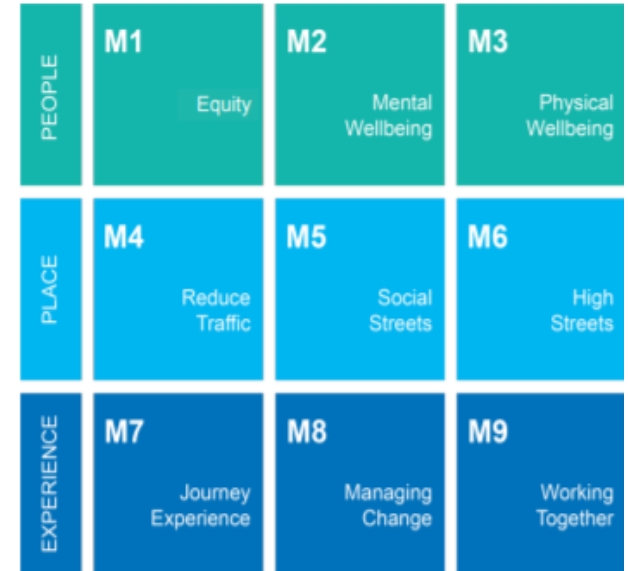 PEOPLE
M1
Equity
M2
Mental
Wellbeing
M3
Physical
Wellbeing
PLACE
M4
Reduce
Traffic
M5
Social
Streets
M6
High
Streets
EXPERIENCE
M7
Journey
Experience
M8
Managing
Change
M9
Working
Together